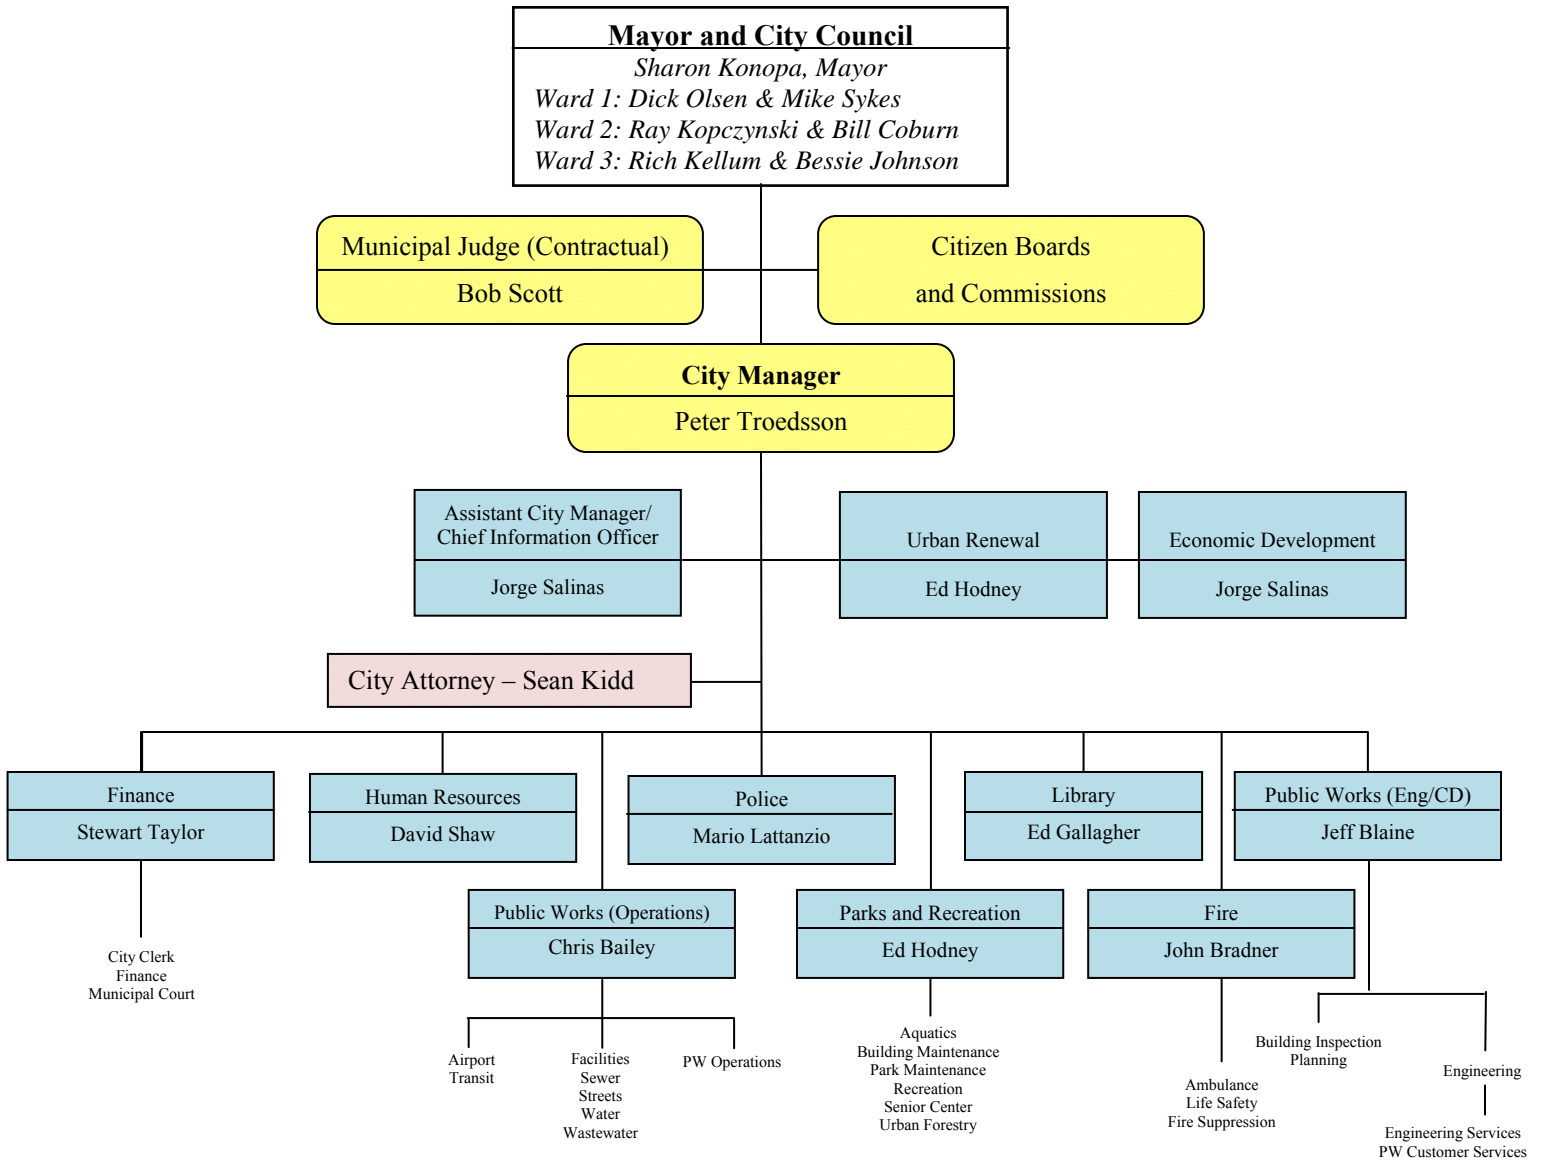 Mayor and City Council
Sharon Konopa, Mayor
Ward 1: Dick Olsen & Mike Sykes
Ward 2: Ray Kopczynski & Bill Coburn
Ward 3: Rich Kellum & Bessie Johnson
Municipal Judge (Contractual)
Bob Scott
Citizen Boards
and Commissions
City Manager
Peter Troedsson
Assistant City Manager/
Chief Information Officer
Jorge Salinas
Urban Renewal
Ed Hodney
Economic Development
Jorge Salinas
City Attorney – Sean Kidd
Finance
Stewart Taylor
Human Resources
David Shaw
Police
Mario Lattanzio
Library
Ed Gallagher
Public Works (Eng/CD)
Jeff Blaine
Public Works (Operations)
Chris Bailey
Parks and Recreation
Ed Hodney
Fire
John Bradner
City Clerk
Finance
Municipal Court
Airport
Transit
Facilities
Sewer
Streets
Water
Wastewater
PW Operations
Aquatics
Building Maintenance
Park Maintenance
Recreation
Senior Center
Urban Forestry
Ambulance
Life Safety
Fire Suppression
Building Inspection
Planning
Engineering
Engineering Services
PW Customer Services